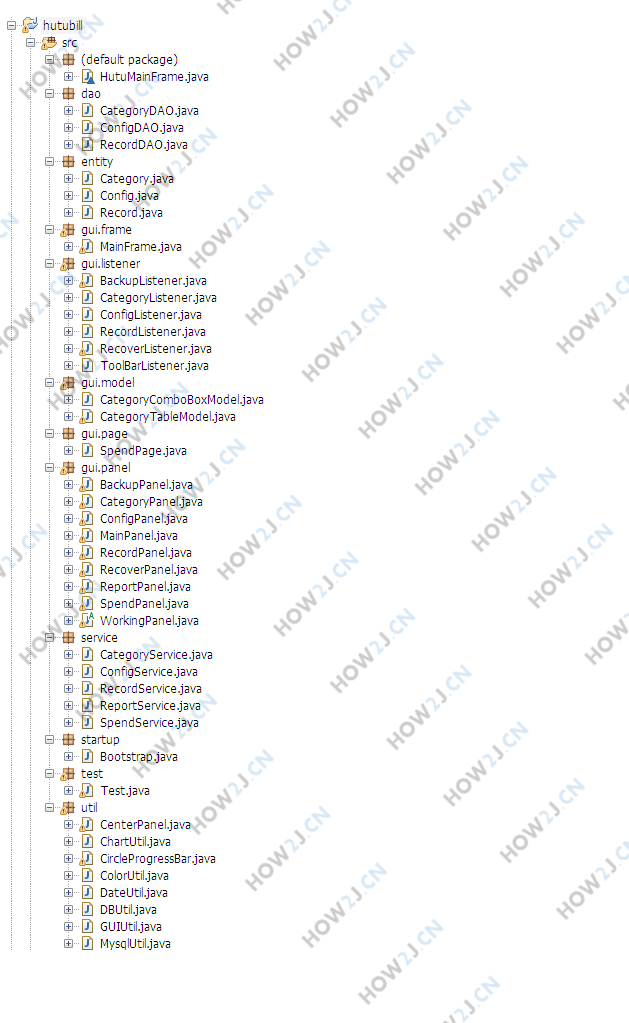 hutubill
src
(default package)
HutuMainFrame.java
dao
CategoryDAO.java
ConfigDAO.java
RecordDAO.java
entity
Category.java
Config.java
Record.java
gui.frame
MainFrame.java
gui.listener
BackupListener.java
CategoryListener.java
ConfigListener.java
RecordListener.java
RecoverListener.java
ToolBarListener.java
gui.model
CategoryComboBoxModel.java
CategoryTableModel.java
gui.page
SpendPage.java
gui.panel
BackupPanel.java
CategoryPanel.java
ConfigPanel.java
MainPanel.java
RecordPanel.java
RecoverPanel.java
ReportPanel.java
SpendPanel.java
WorkingPanel.java
service
CategoryService.java
ConfigService.java
RecordService.java
ReportService.java
SpendService.java
startup
Bootstrap.java
test
Test.java
util
CenterPanel.java
ChartUtil.java
CircleProgressBar.java
ColorUtil.java
DateUtil.java
DBUtil.java
GUIUtil.java
MysqlUtil.java
HOW2J.CN